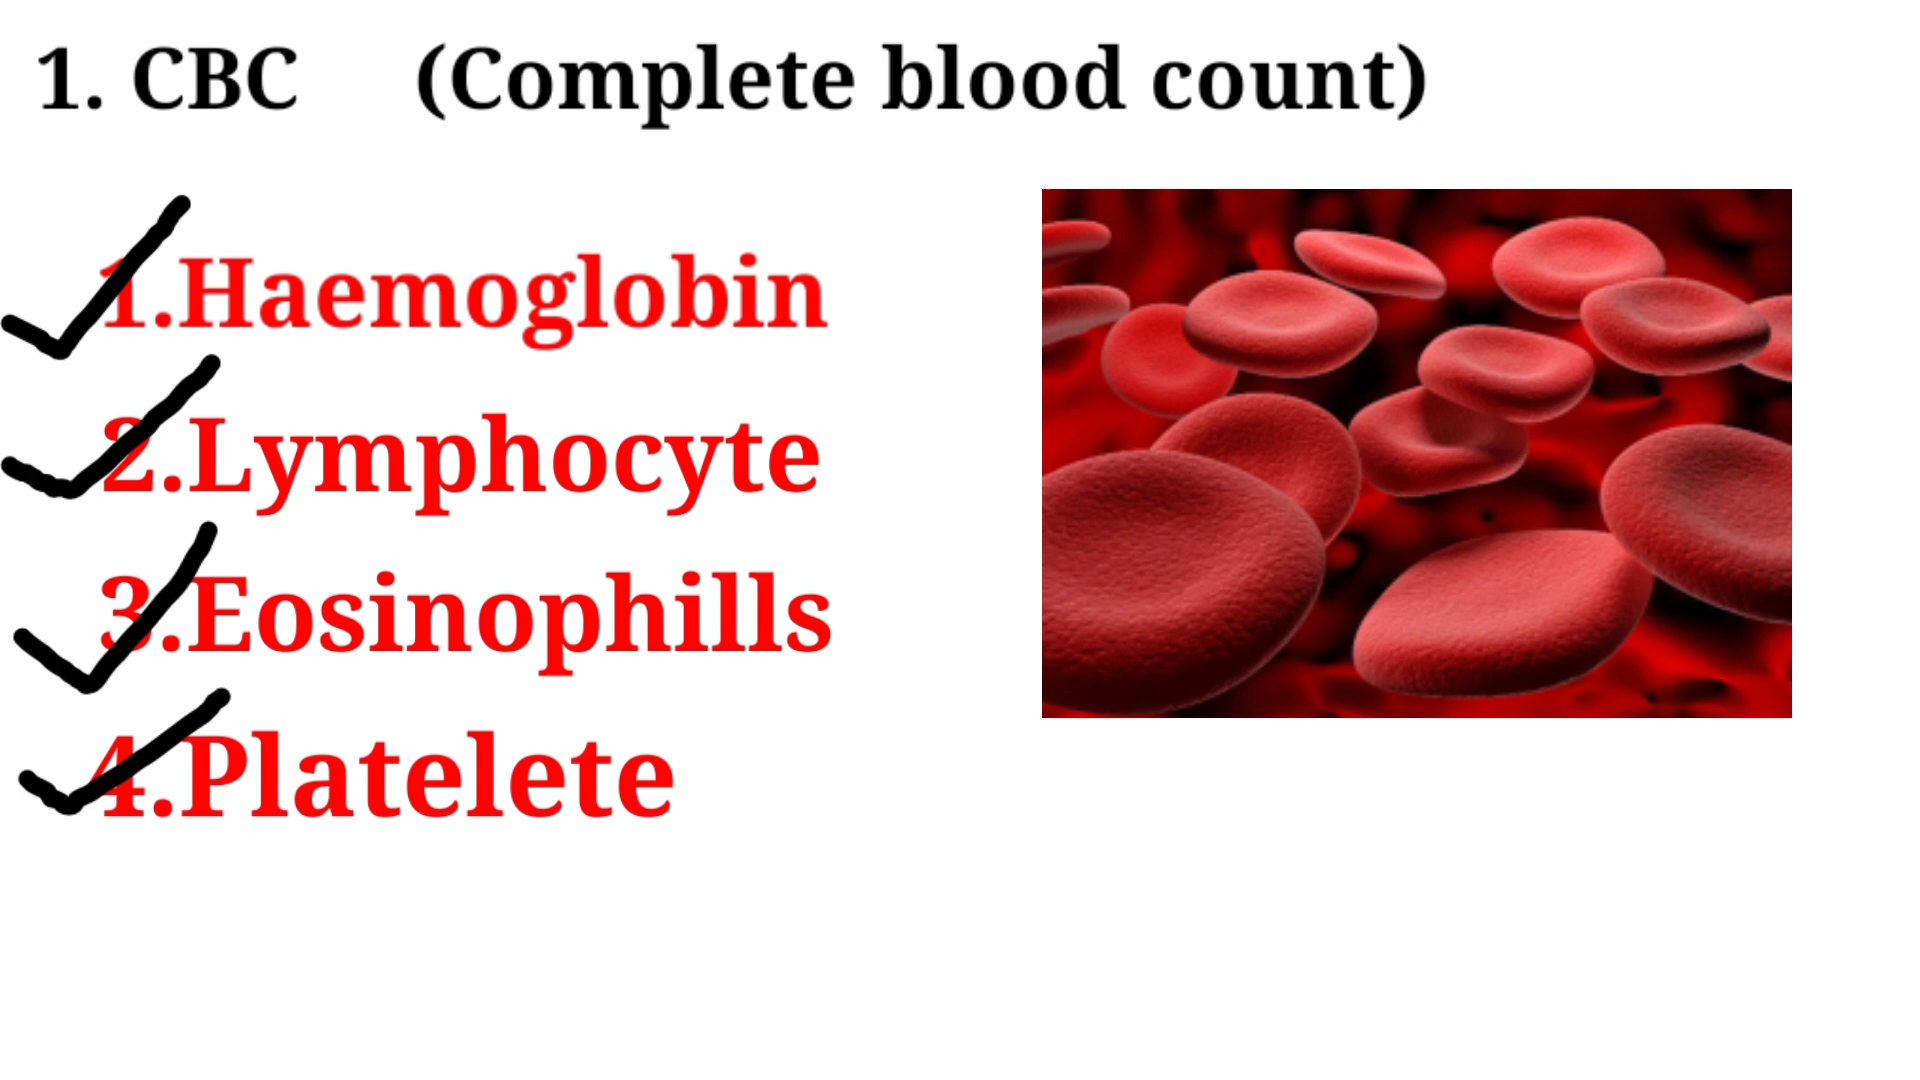 1. CBC (Complete blood count)
1.Haemoglobin
2.Lymphocyte
3.Eosinophills
4.Platelete